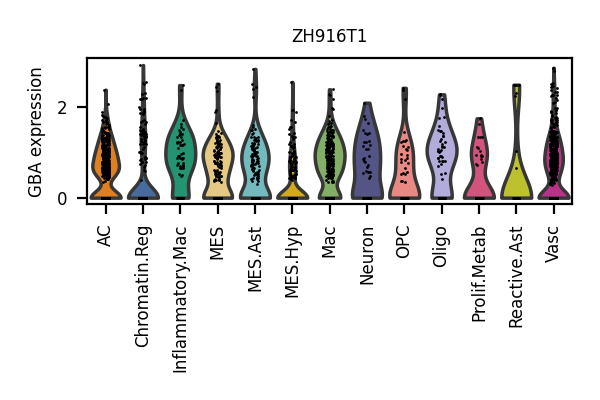 ZH916T1
GBA expression
2
0
AC
Chromatin.Reg
Inflammatory.Mac
MES
MES.Ast
MES.Hyp
Mac
Neuron
OPC
Oligo
Prolif.Metab
Reactive.Ast
Vasc